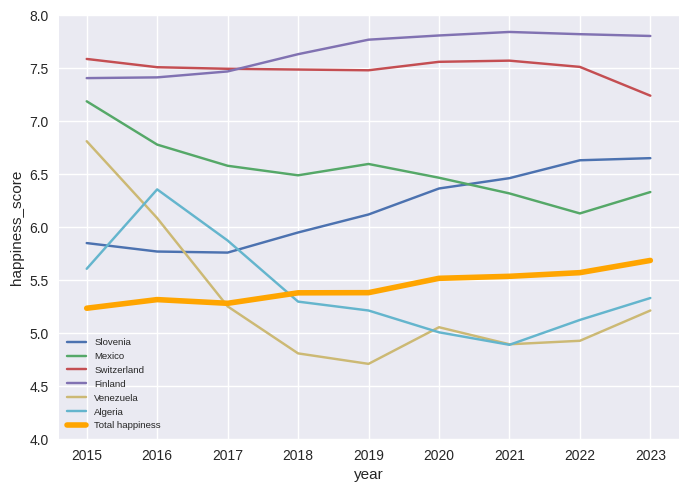 8.0
7.5
7.0
6.5
6.0
5.5
5.0
4.5
4.0
happiness_score
Slovenia
Mexico
Switzerland
Finland
Venezuela
Algeria
Total happiness
2015 2016 2017 2018 2019 2020 2021 2022 2023
year